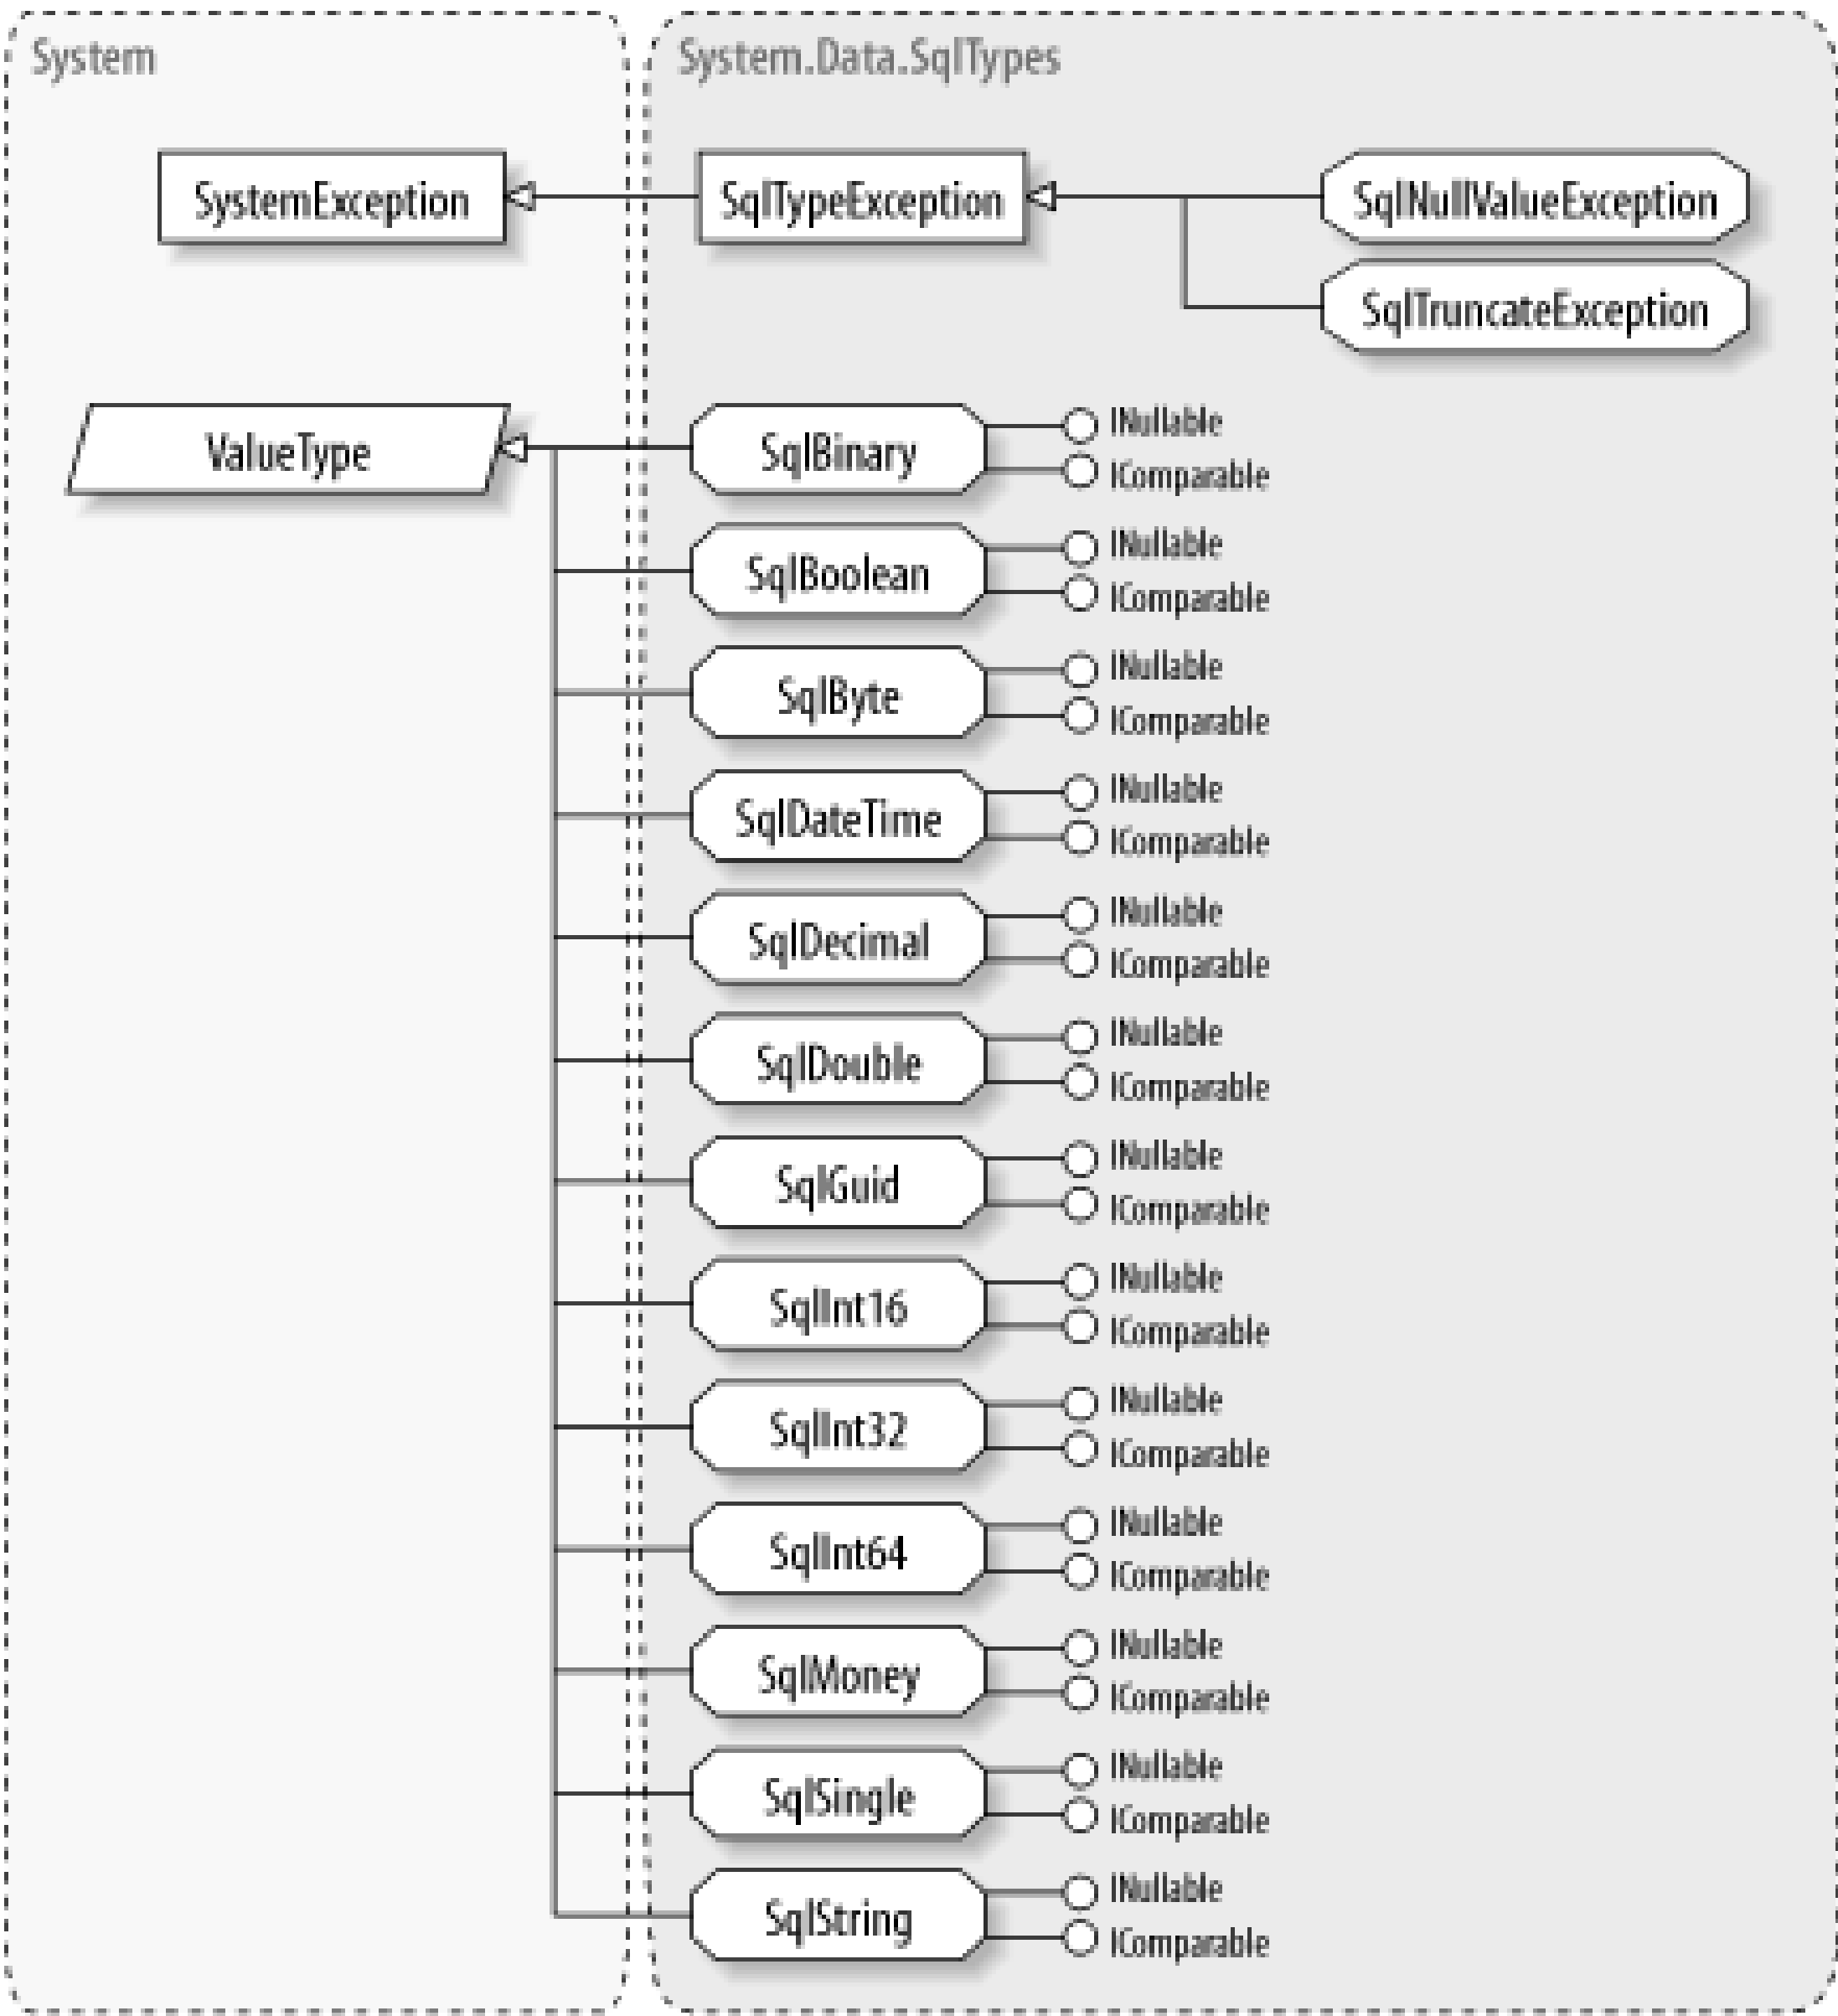 System
System.Data.SqlTypes
SystemException
SqlTypeException
SqlNullValueException
SqlTruncateException
ValueType
SqlBinary
INullable
IComparable
SqlBoolean
INullable
IComparable
SqlByte
INullable
IComparable
SqlDateTime
INullable
IComparable
SqlDecimal
INullable
IComparable
SqlDouble
INullable
IComparable
SqlGuid
INullable
IComparable
SqlInt16
INullable
IComparable
SqlInt32
INullable
IComparable
SqlInt64
INullable
IComparable
SqlMoney
INullable
IComparable
SqlSingle
INullable
IComparable
SqlString
INullable
IComparable